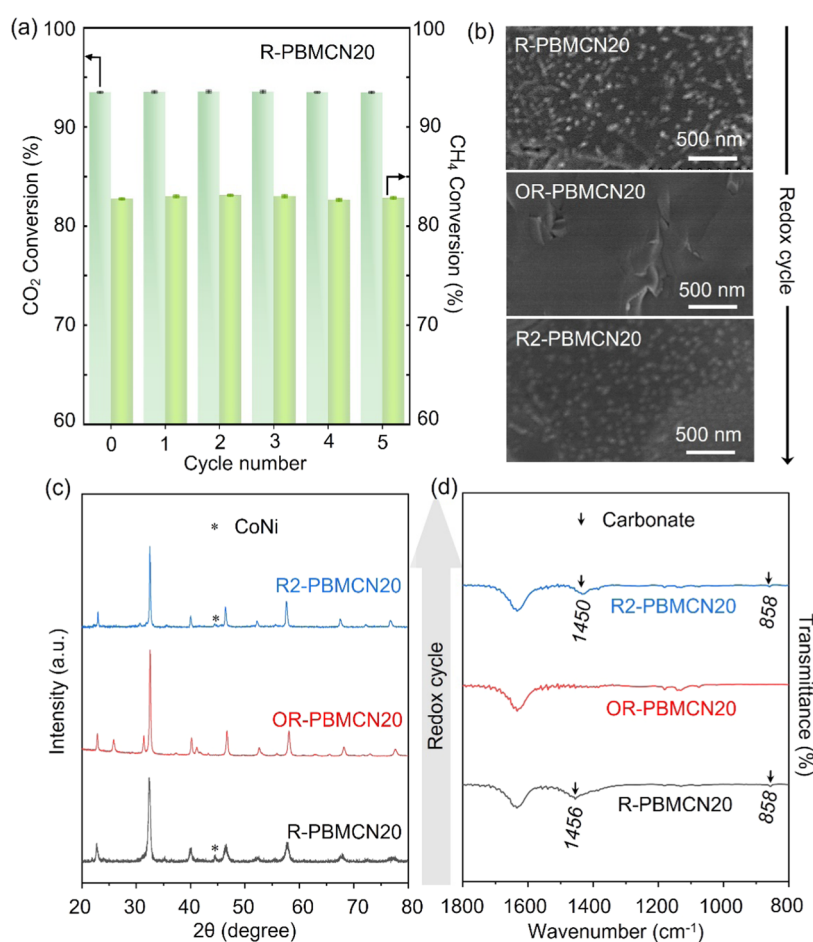 (a)
R-PBMCN20
100
90
80
70
60
CO2 Conversion (%)
0 1 2 3 4 5
Cycle number
100
90
80
70
60
CH4 Conversion (%)
(b)
R-PBMCN20
500 nm
OR-PBMCN20
500 nm
R2-PBMCN20
500 nm
Redox cycle
(c)
* CoNi
R2-PBMCN20
*
OR-PBMCN20
R-PBMCN20
*
Intensity (a.u.)
20 30 40 50 60 70 80
2θ (degree)
Redox cycle
(d)
↓ Carbonate
R2-PBMCN20
1450
858
OR-PBMCN20
R-PBMCN20
1456
858
Transmittance (%)
1800 1600 1400 1200 1000 800
Wavenumber (cm-1)